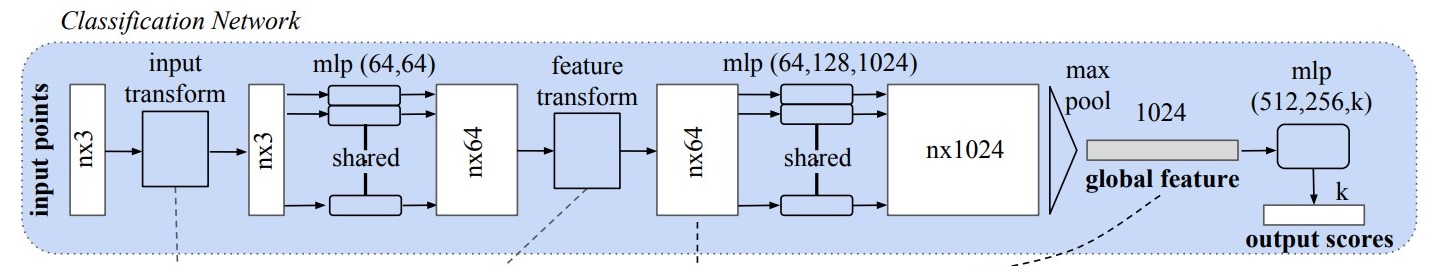 Classification Network
input points
nx3
input
transform
nx3
mlp (64,64)
shared
nx64
feature
transform
nx64
mlp (64,128,1024)
shared
nx1024
max
pool
1024
global feature
mlp
(512,256,k)
k
output scores